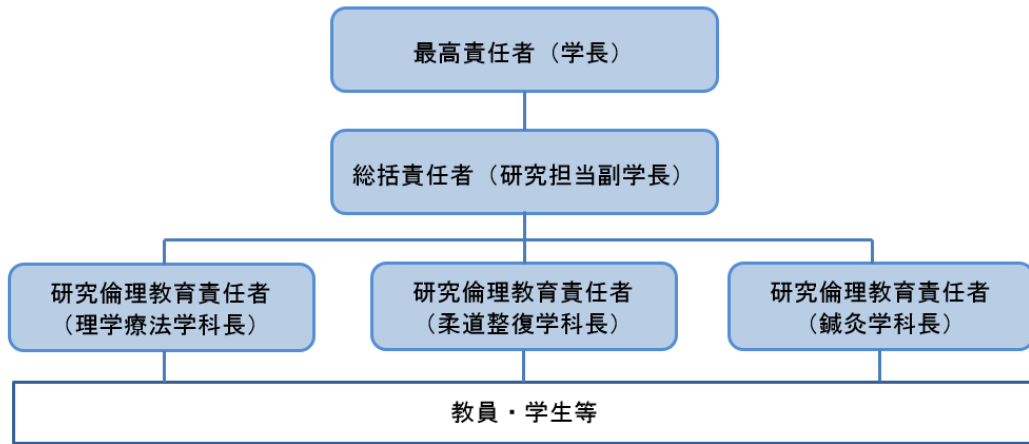 最高責任者（学長）
総括責任者（研究担当副学長）
研究倫理教育責任者
（理学療法学科長）
研究倫理教育責任者
（柔道整復学科長）
研究倫理教育責任者
（鍼灸学科長）
教員・学生等